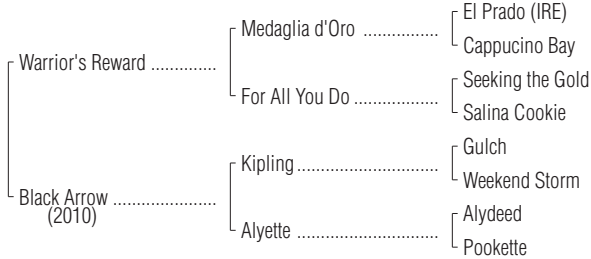 El Prado (IRE)
Medaglia d'Oro ................
Cappucino Bay
Warrior's Reward ..............
Seeking the Gold
For All You Do ..................
Salina Cookie
Gulch
Kipling..............................
Weekend Storm
Black Arrow ......................
(2010)
Alydeed
Alyette ..............................
Pookette